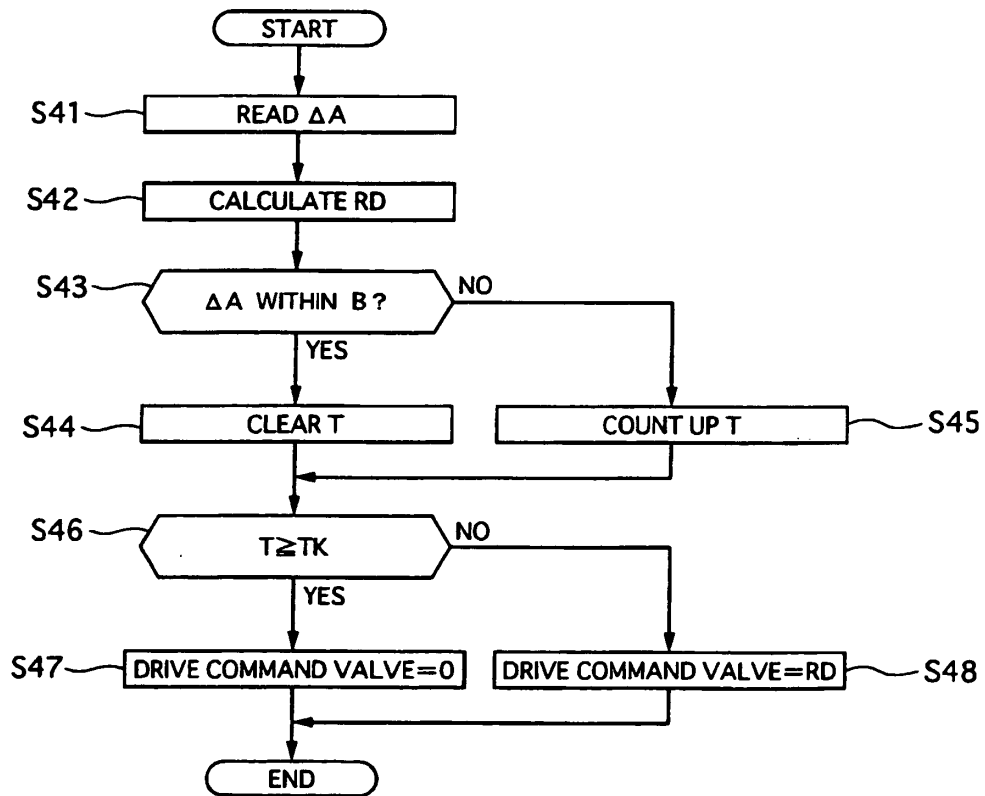 START
S41
READ ΔA
S42
CALCULATE RD
S43
ΔA WITHIN B?
NO
YES
S44
CLEAR T
COUNT UP T
S45
S46
T≧TK
NO
YES
S47
DRIVE COMMAND VALVE=0
DRIVE COMMAND VALVE=RD
S48
END